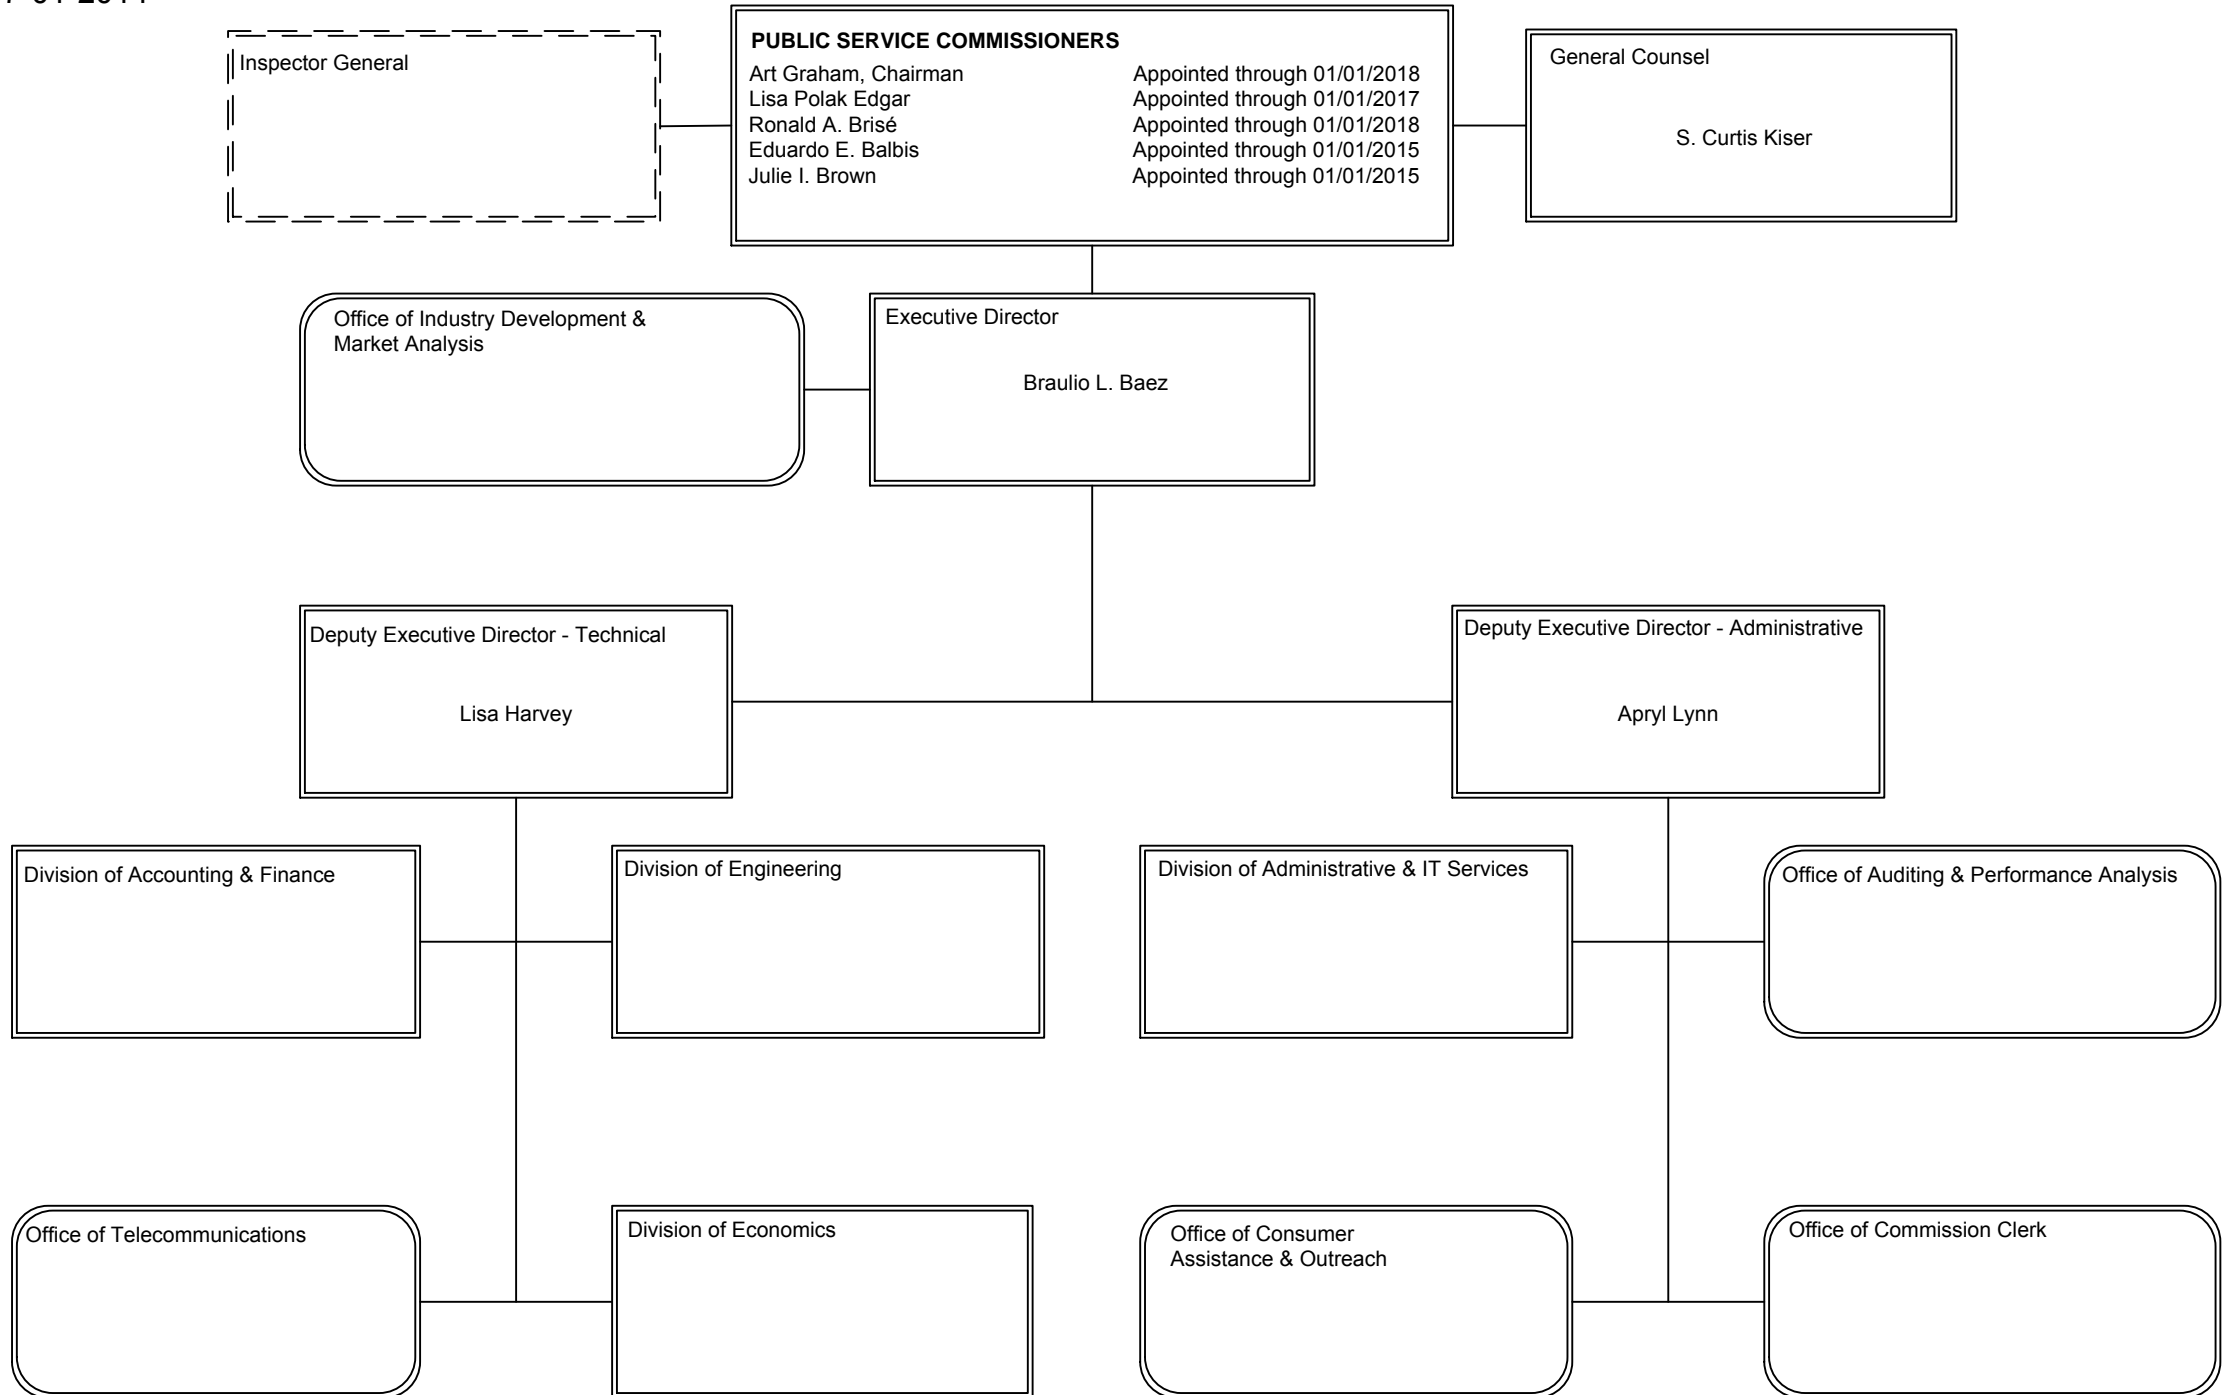 Inspector General
PUBLIC SERVICE COMMISSIONERS
Art Graham, Chairman Appointed through 01/01/2018
Lisa Polak Edgar Appointed through 01/01/2017
Ronald A. Brisé Appointed through 01/01/2018
Eduardo E. Balbis Appointed through 01/01/2015
Julie I. Brown Appointed through 01/01/2015
General Counsel
S. Curtis Kiser
Office of Industry Development &
Market Analysis
Executive Director
Braulio L. Baez
Deputy Executive Director - Technical
Lisa Harvey
Deputy Executive Director - Administrative
Apryl Lynn
Division of Accounting & Finance
Division of Engineering
Division of Administrative & IT Services
Office of Auditing & Performance Analysis
Office of Telecommunications
Division of Economics
Office of Consumer
Assistance & Outreach
Office of Commission Clerk